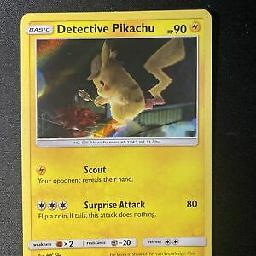 BASIC Detective Pikachu HP90
Scout
Your opponent reveals their hand.
Surprise Attack 80
Flip a coin. If tails, this attack does nothing.
weakness ×2 resistance -20 retreat